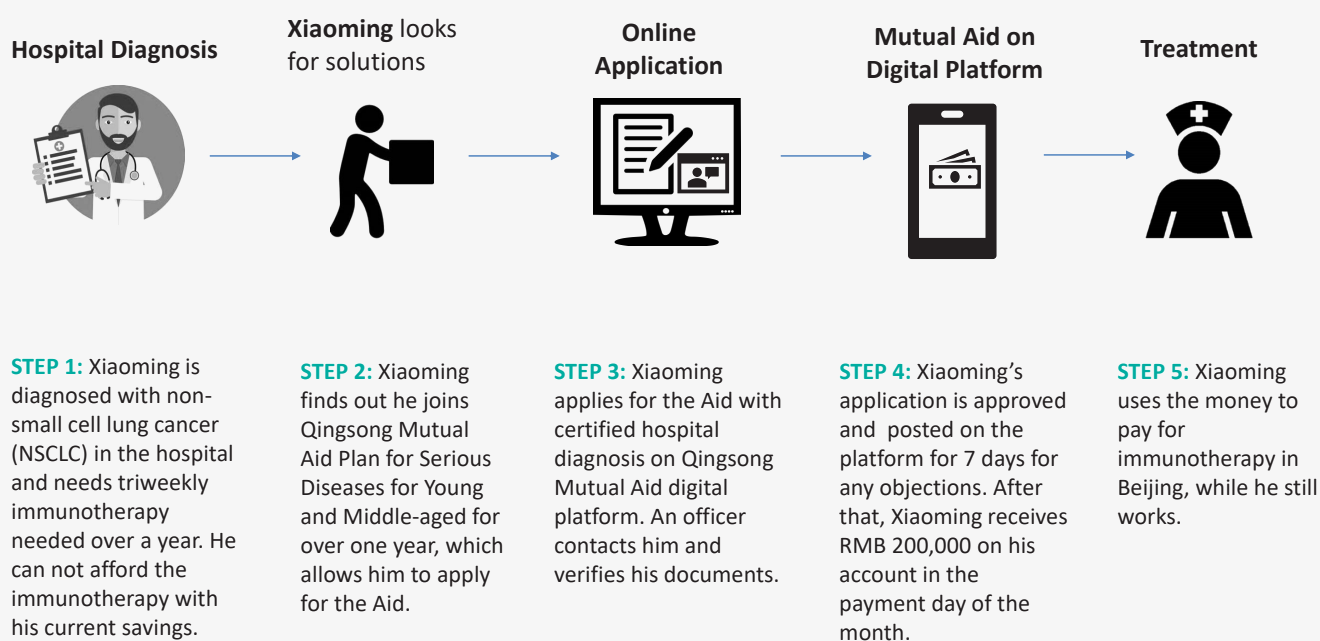 Hospital Diagnosis
Xiaoming looks
for solutions
Online
Application
Mutual Aid on
Digital Platform
Treatment
STEP 1: Xiaoming is
diagnosed with non-
small cell lung cancer
(NSCLC) in the hospital
and needs triweekly
immunotherapy
needed over a year. He
can not afford the
immunotherapy with
his current savings.
STEP 2: Xiaoming
finds out he joins
Qingsong Mutual
Aid Plan for Serious
Diseases for Young
and Middle-aged for
over one year, which
allows him to apply
for the Aid.
STEP 3: Xiaoming
applies for the Aid with
certified hospital
diagnosis on Qingsong
Mutual Aid digital
platform. An officer
contacts him and
verifies his documents.
STEP 4: Xiaoming's
application is approved
and posted on the
platform for 7 days for
any objections. After
that, Xiaoming receives
RMB 200,000 on his
account in the
payment day of the
month.
STEP 5: Xiaoming
uses the money to
pay for
immunotherapy in
Beijing, while he still
works.